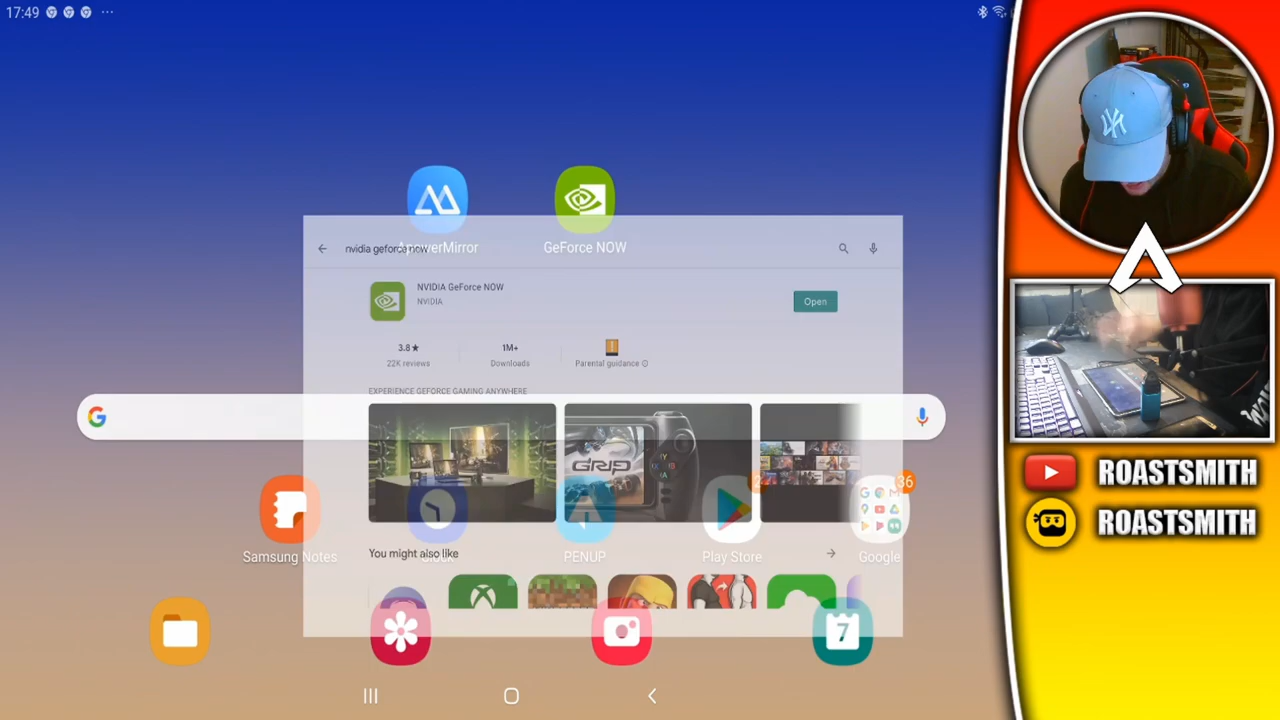 17:49
ApowerMirror
GeForce NOW
nvidia geforce now
NVIDIA GeForce NOW
NVIDIA
Open
3.8★
22K reviews
1M+
Downloads
Parental guidance
EXPERIENCE GEFORCE GAMING ANYWHERE
GRIP
You might also like
Samsung Notes
Clock
PENUP
Play Store
Google
36
7
ROASTSMITH
ROASTSMITH